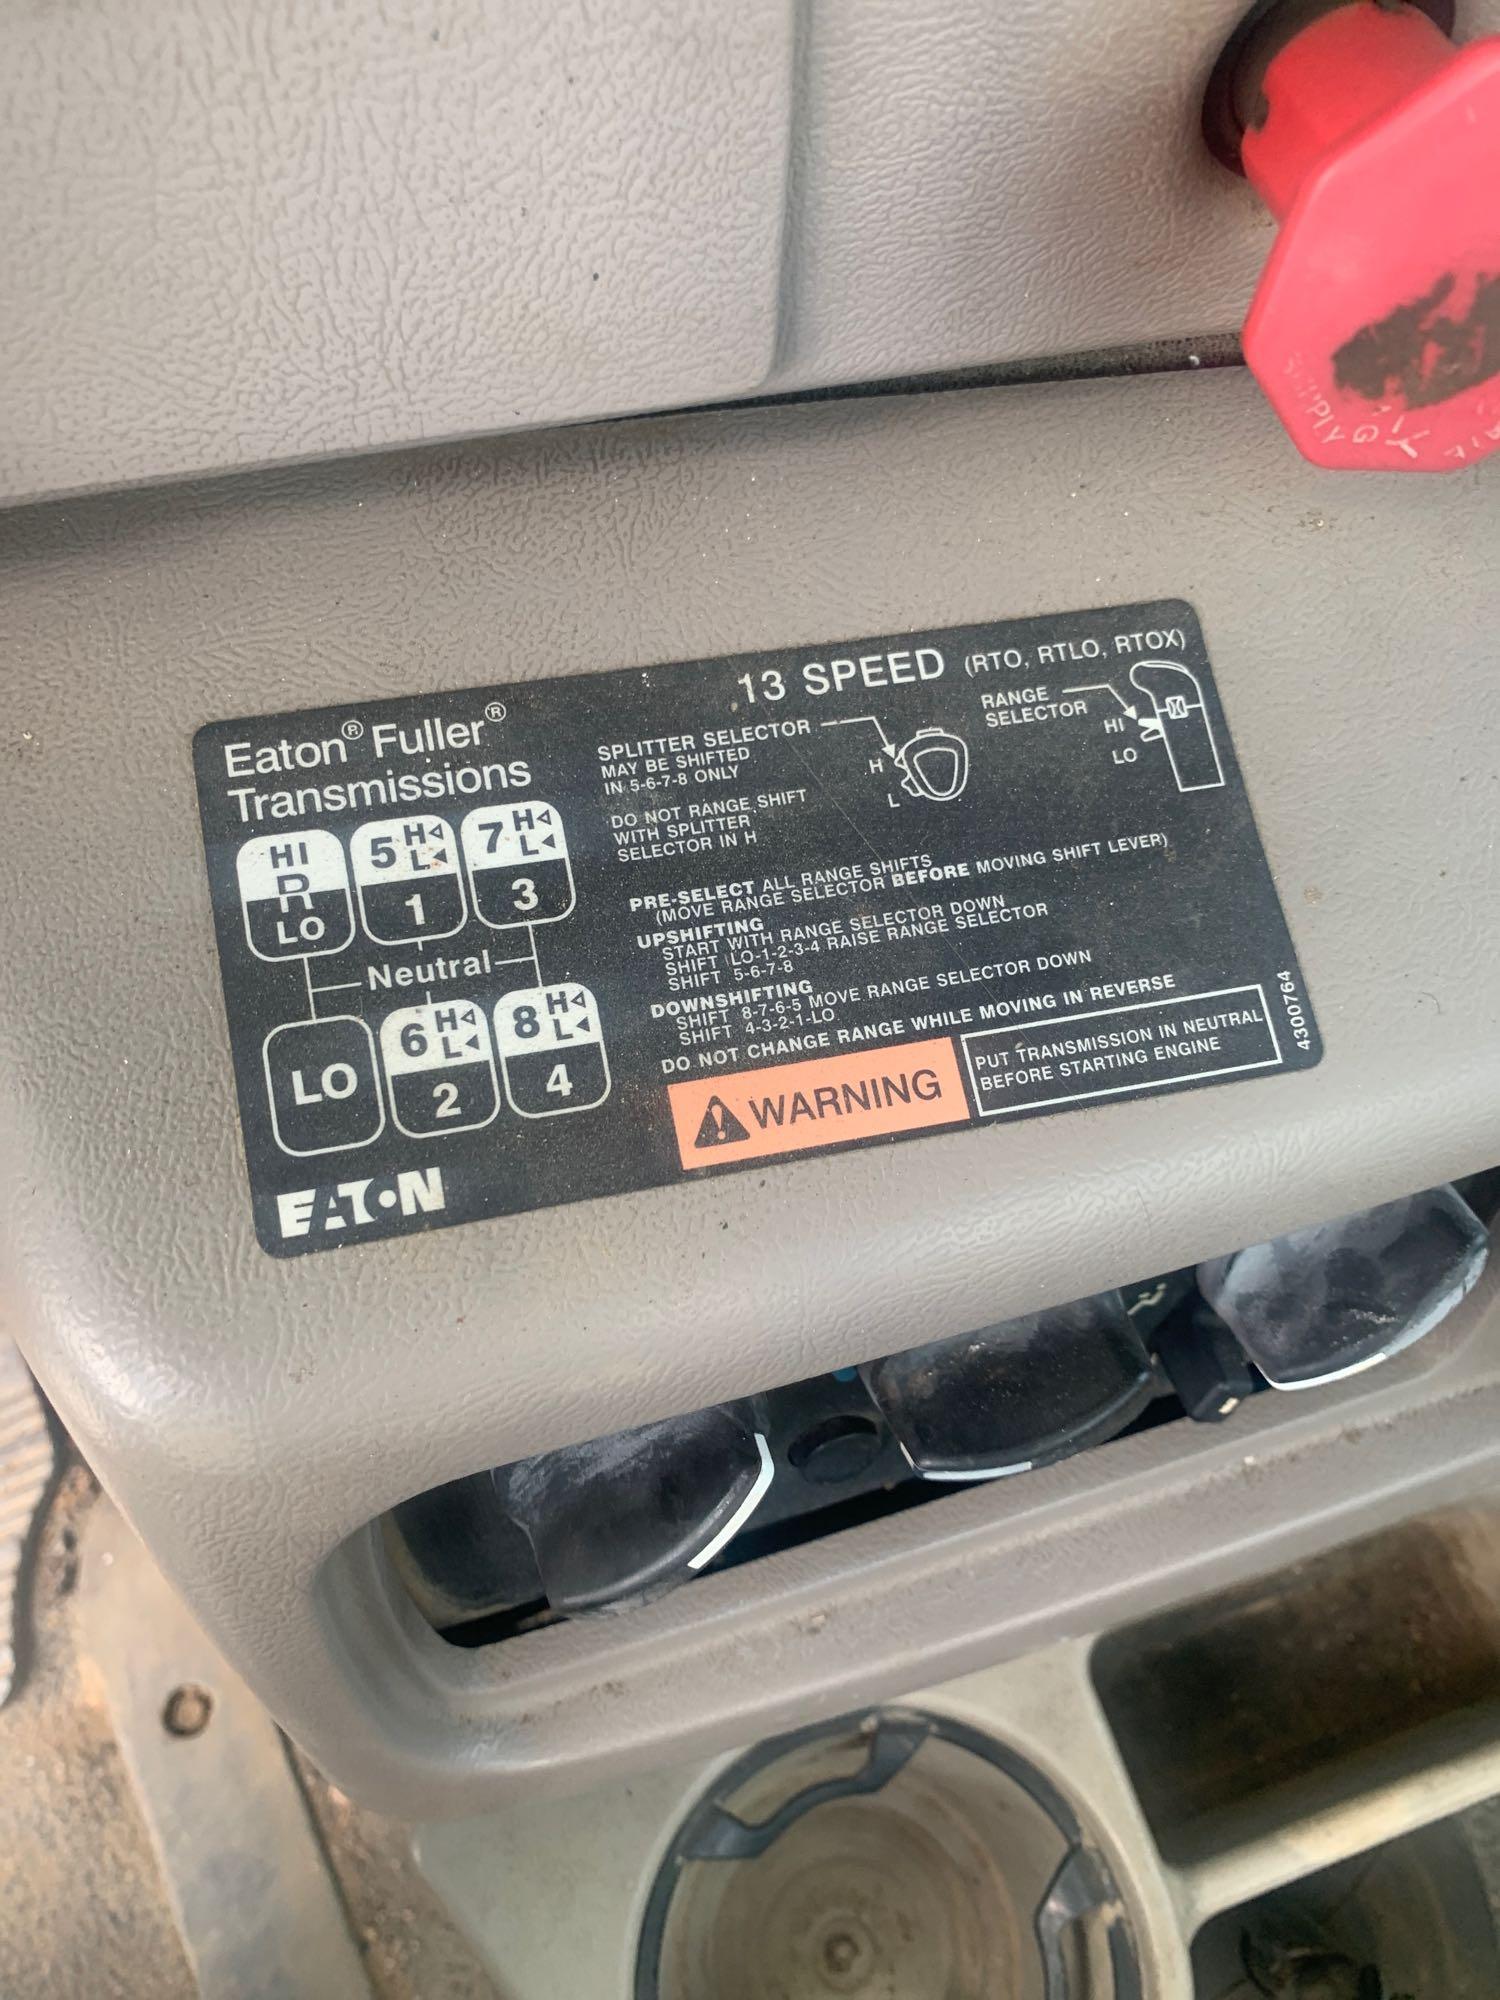 SUPPLY
Eaton® Fuller®
Transmissions
HI
R
LO
5 H
L
1
7 H
L
3
Neutral
LO
6 H
L
2
8 H
L
4
EATON
13 SPEED (RTO, RTLO, RTOX)
SPLITTER SELECTOR
MAY BE SHIFTED
IN 5-6-7-8 ONLY
H
L
RANGE
SELECTOR
HI
LO
DO NOT RANGE SHIFT
WITH SPLITTER
SELECTOR IN H
PRE-SELECT ALL RANGE SHIFTS
(MOVE RANGE SELECTOR BEFORE MOVING SHIFT LEVER)
UPSHIFTING
START WITH RANGE SELECTOR DOWN
SHIFT LO-1-2-3-4 RAISE RANGE SELECTOR
SHIFT 5-6-7-8
DOWNSHIFTING
SHIFT 8-7-6-5 MOVE RANGE SELECTOR DOWN
SHIFT 4-3-2-1-LO
DO NOT CHANGE RANGE WHILE MOVING IN REVERSE
WARNING
PUT TRANSMISSION IN NEUTRAL
BEFORE STARTING ENGINE
4300764